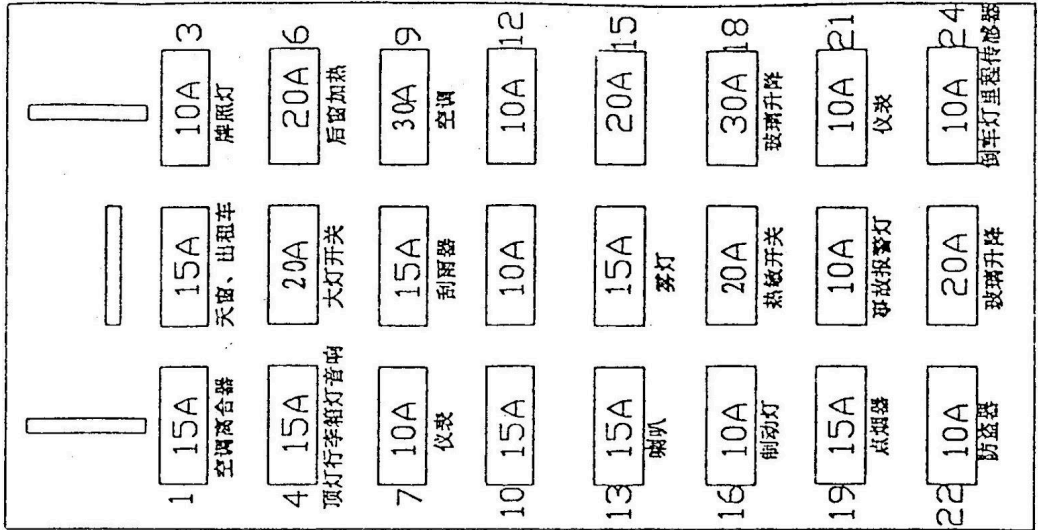 1
15A
空调离合器
15A
天窗、出租车
10A
牌照灯
3
4
15A
顶灯行李箱灯音响
20A
大灯开关
20A
后窗加热
6
7
10A
仪表
15A
刮雨器
30A
空调
9
10
15A
10A
10A
12
13
15A
喇叭
15A
雾灯
20A
15
16
10A
制动灯
20A
热敏开关
30A
玻璃升降
18
19
15A
点烟器
10A
事故报警灯
10A
仪表
21
22
10A
防盗器
20A
玻璃升降
10A
倒车灯里程传感器
24